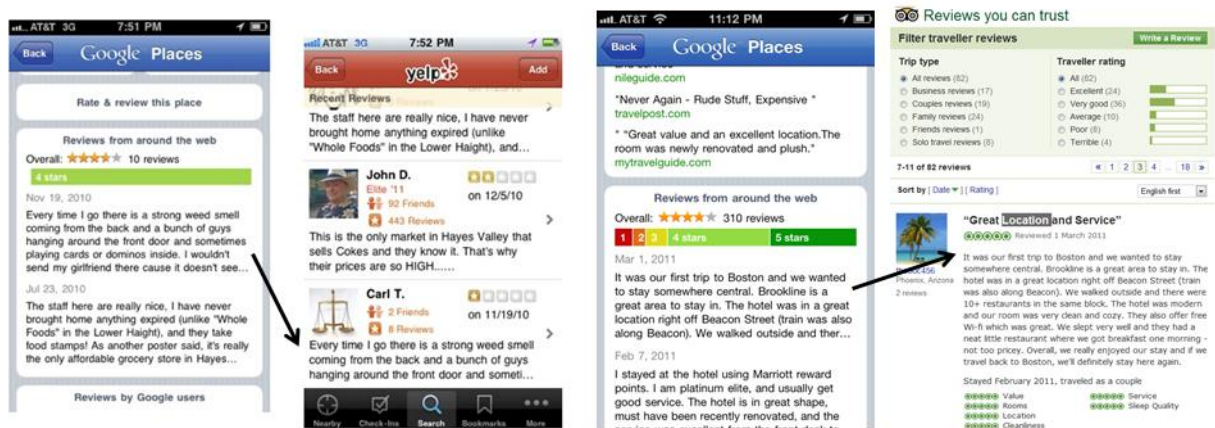 AT&T 3G 7:51 PM
Back Google Places
Rate & review this place
Reviews from around the web
Overall: 10 reviews
4 stars
Nov 19, 2010
Every time I go there is a strong weed smell
coming from the back and a bunch of guys
hanging around the front door and sometimes
playing cards or dominos inside. I wouldn't
send my girlfriend there cause it doesn't see...
Jul 23, 2010
The staff here are really nice, I have never
brought home anything expired (unlike "Whole
Foods" in the Lower Haight), and they take
food stamps! As another poster said, it's really
the only affordable grocery store in Hayes...
Reviews by Google users
AT&T 3G 7:52 PM
Back yelp Add
Recent Reviews
The staff here are really nice, I have never
brought home anything expired (unlike
"Whole Foods" in the Lower Haight), and...
John D.
Elite '11
92 Friends
on 12/5/10
443 Reviews
This is the only market in Hayes Valley that
sells Cokes and they know it. That's why
their prices are so HIGH......
Carl T.
2 Friends
on 11/19/10
8 Reviews
Every time I go there is a strong weed smell
coming from the back and a bunch of guys
hanging around the front door and someti...
Nearby Check-Ins Search Bookmarks More
AT&T 11:12 PM
Back Google Places
and service
nileguide.com
"Never Again - Rude Stuff, Expensive "
travelpost.com
" "Great value and an excellent location.The
room was newly renovated and plush."
mytravelguide.com
Reviews from around the web
Overall: 310 reviews
1 2 3 4 stars 5 stars
Mar 1, 2011
It was our first trip to Boston and we wanted
to stay somewhere central. Brookline is a
great area to stay in. The hotel was in a great
location right off Beacon Street (train was also
along Beacon). We walked outside and ther...
Feb 7, 2011
I stayed at the hotel using Marriott reward
points. I am platinum elite, and usually get
good service. The hotel is in great shape,
must have been recently renovated, and the
Reviews you can trust
Filter traveller reviews Write a Review
Trip type
All reviews (82)
Business reviews (17)
Couples reviews (19)
Family reviews (24)
Friends reviews (1)
Solo travel reviews (8)
Traveller rating
All (82)
Excellent (24)
Very good (36)
Average (10)
Poor (8)
Terrible (4)
7-11 of 82 reviews « 1 2 3 4 ... 18 »
Sort by [ Date ] [ Rating ] English first
"Great Location and Service"
Reviewed 1 March 2011
Phoenix, Arizona
2 reviews
It was our first trip to Boston and we wanted to stay
somewhere central. Brookline is a great area to stay in. The
hotel was in a great location right off Beacon Street (train
was also along Beacon). We walked outside and there were
10+ restaurants in the same block. The hotel was modern
and our room was very clean and cozy. They also offer free
Wi-fi which was great. We slept very well and they had a
neat little restaurant where we got breakfast one morning -
not too pricey. Overall, we really enjoyed our stay and if we
travel back to Boston, we'll definitely stay here again.
Stayed February 2011, traveled as a couple
Value
Rooms
Location
Cleanliness
Service
Sleep Quality